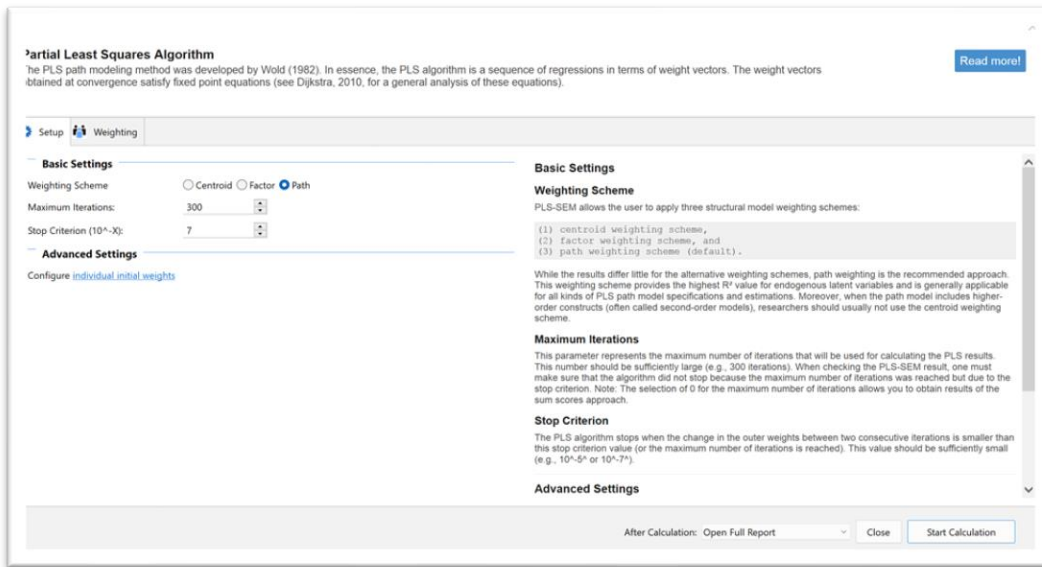 Partial Least Squares Algorithm
The PLS path modeling method was developed by Wold (1982). In essence, the PLS algorithm is a sequence of regressions in terms of weight vectors. The weight vectors
obtained at convergence satisfy fixed point equations (see Dijkstra, 2010, for a general analysis of these equations).
Read more!
Setup Weighting
Basic Settings
Weighting Scheme Centroid Factor Path
Maximum Iterations: 300
Stop Criterion (10^-X): 7
Advanced Settings
Configure individual initial weights
Basic Settings
Weighting Scheme
PLS-SEM allows the user to apply three structural model weighting schemes:
(1) centroid weighting scheme,
(2) factor weighting scheme, and
(3) path weighting scheme (default).
While the results differ little for the alternative weighting schemes, path weighting is the recommended approach.
This weighting scheme provides the highest R² value for endogenous latent variables and is generally applicable
for all kinds of PLS path model specifications and estimations. Moreover, when the path model includes higher-
order constructs (often called second-order models), researchers should usually not use the centroid weighting
scheme.
Maximum Iterations
This parameter represents the maximum number of iterations that will be used for calculating the PLS results.
This number should be sufficiently large (e.g., 300 iterations). When checking the PLS-SEM result, one must
make sure that the algorithm did not stop because the maximum number of iterations was reached but due to the
stop criterion. Note: The selection of 0 for the maximum number of iterations allows you to obtain results of the
sum scores approach.
Stop Criterion
The PLS algorithm stops when the change in the outer weights between two consecutive iterations is smaller than
this stop criterion value (or the maximum number of iterations is reached). This value should be sufficiently small
(e.g., 10^-5^ or 10^-7^).
Advanced Settings
After Calculation: Open Full Report Close Start Calculation